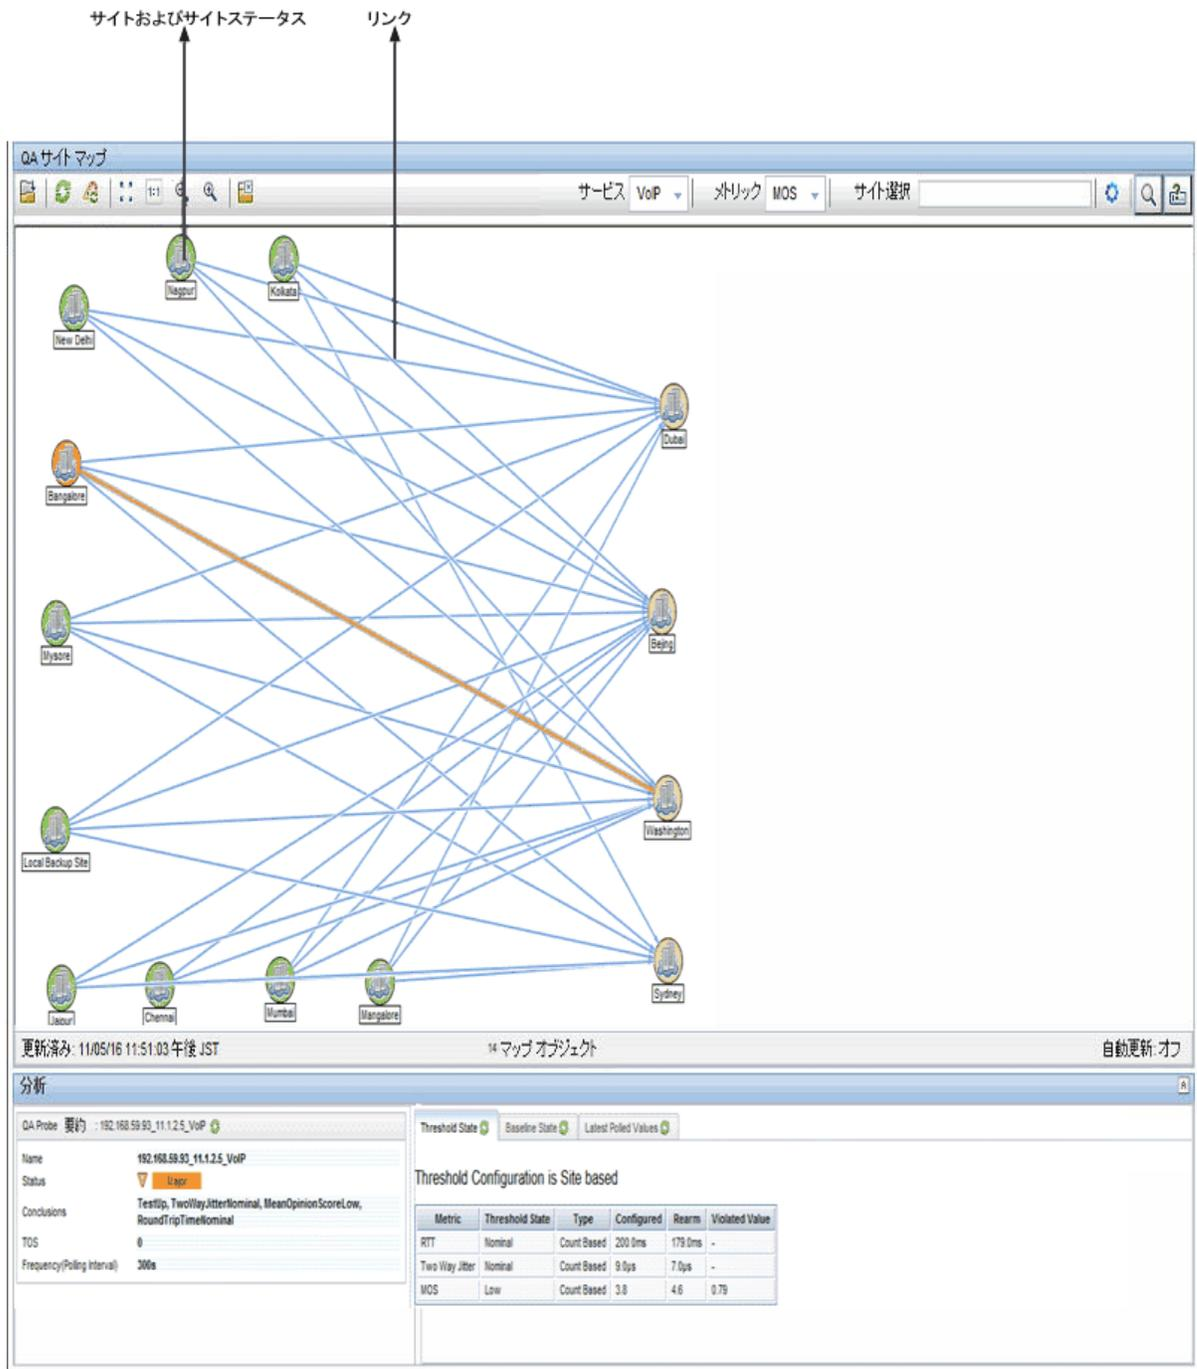 サイトおよびサイトステータス
リンク
QA サイト マップ
1:1
サービス VoIP メトリック MOS サイト選択
Nagpur
Kolkata
New Delhi
Dubai
Bangalore
Mysore
Bejing
Washington
Local Backup Site
Sydney
Jaipur
Chennai
Mumbai
Mangalore
更新済み: 11/05/16 11:51:03 午後 JST
14 マップ オブジェクト
自動更新: オフ
分析
QA Probe 要約 : 192.168.59.93_11.1.2.5_VoIP
Name 192.168.59.93_11.1.2.5_VoIP
Status Major
Conclusions TestUp, TwoWayJitterNominal, MeanOpinionScoreLow,
RoundTripTimeNominal
TOS 0
Frequency(Polling Interval) 300s
Threshold State Baseline State Latest Polled Values
Threshold Configuration is Site based
Metric Threshold State Type Configured Rearm Violated Value
RTT Nominal Count Based 200.0ms 179.0ms -
Two Way Jitter Nominal Count Based 9.0µs 7.0µs -
MOS Low Count Based 3.8 4.6 0.79